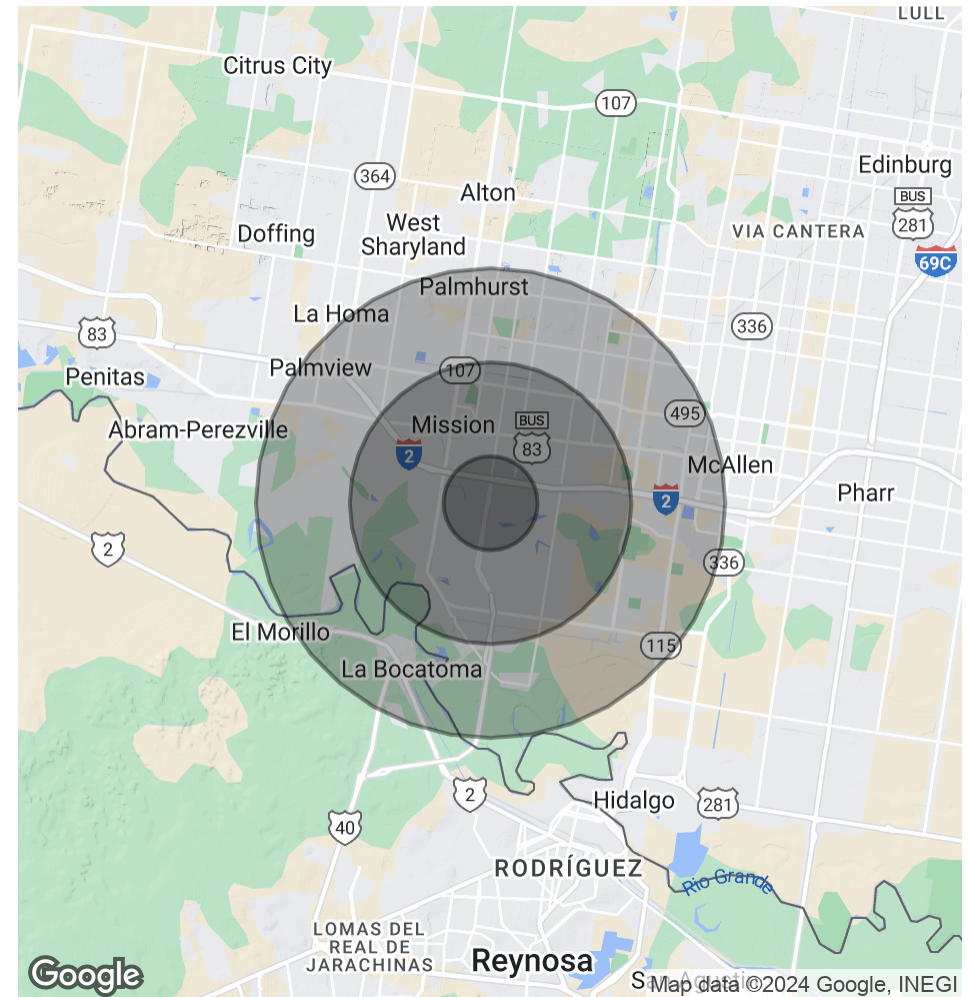 LULL
Citrus City
107
Edinburg
364
Alton
BUS
281
West
Sharyland
Doffing
VIA CANTERA
69C
Palmhurst
La Homa
336
83
Palmview
107
Penitas
495
Abram-Perezville
Mission
BUS
83
2
McAllen
Pharr
2
2
336
El Morillo
115
La Bocatoma
2
Hidalgo
281
40
RODRÍGUEZ
Rio Grande
LOMAS DEL
REAL DE
JARACHINAS
Reynosa
Google
Map data ©2024 Google, INEGI